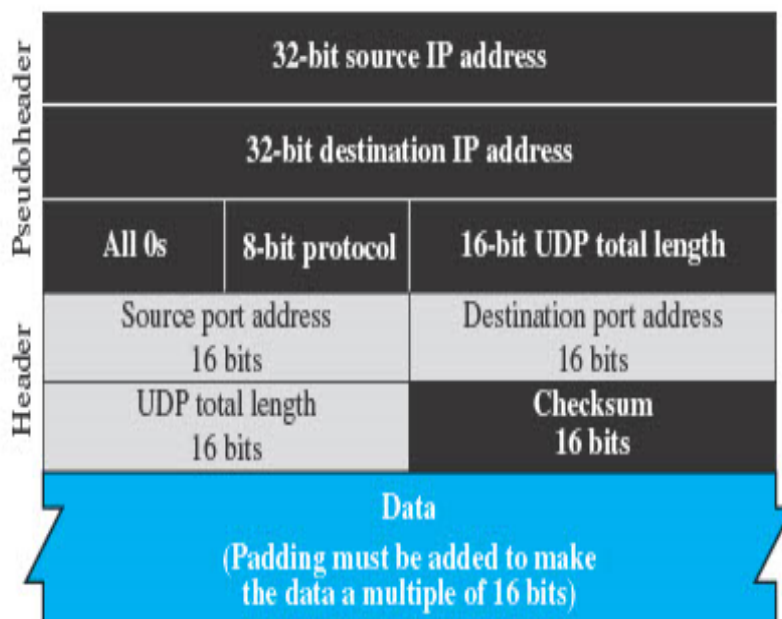 Pseudoheader
32-bit source IP address
32-bit destination IP address
All 0s
8-bit protocol
16-bit UDP total length
Header
Source port address
16 bits
Destination port address
16 bits
UDP total length
16 bits
Checksum
16 bits
Data
(Padding must be added to make
the data a multiple of 16 bits)